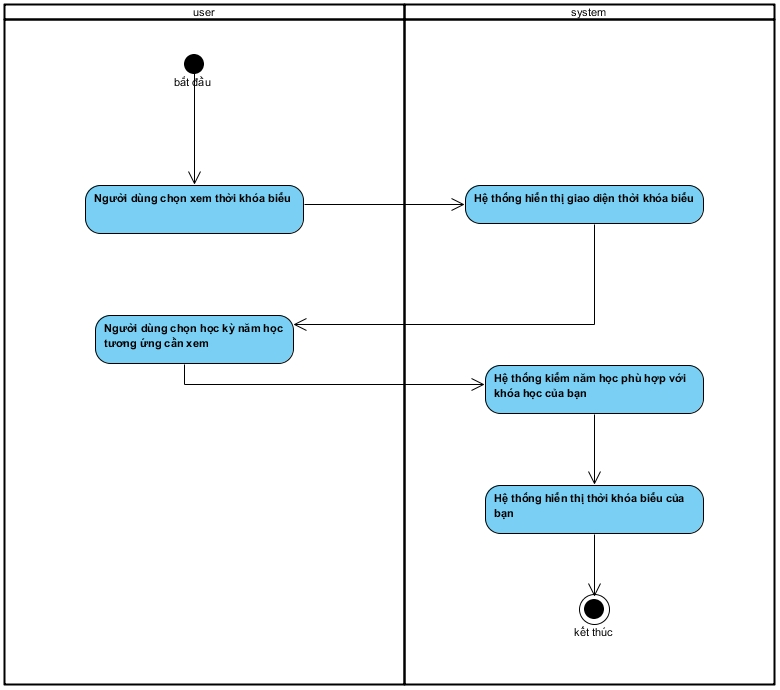 user
system
bắt đầu
Người dùng chọn xem thời khóa biểu
Hệ thống hiển thị giao diện thời khóa biểu
Người dùng chọn học kỳ năm học
tương ứng cần xem
Hệ thống kiểm năm học phù hợp với
khóa học của bạn
Hệ thống hiển thị thời khóa biểu của
bạn
kết thúc